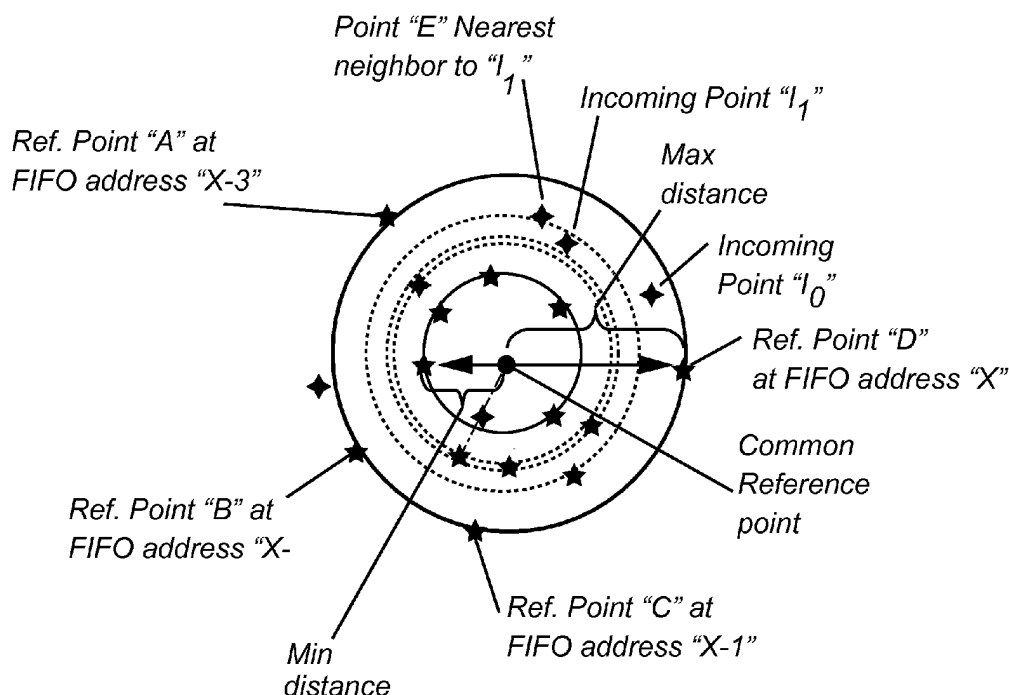 Point “E” Nearest
neighbor to “I1”
Incoming Point “I1”
Ref. Point “A” at
FIFO address “X-3”
Max
distance
Incoming
Point “I0”
Ref. Point “D”
at FIFO address “X”
Common
Reference
point
Ref. Point “B” at
FIFO address “X-
Ref. Point “C” at
FIFO address “X-1”
Min
distance